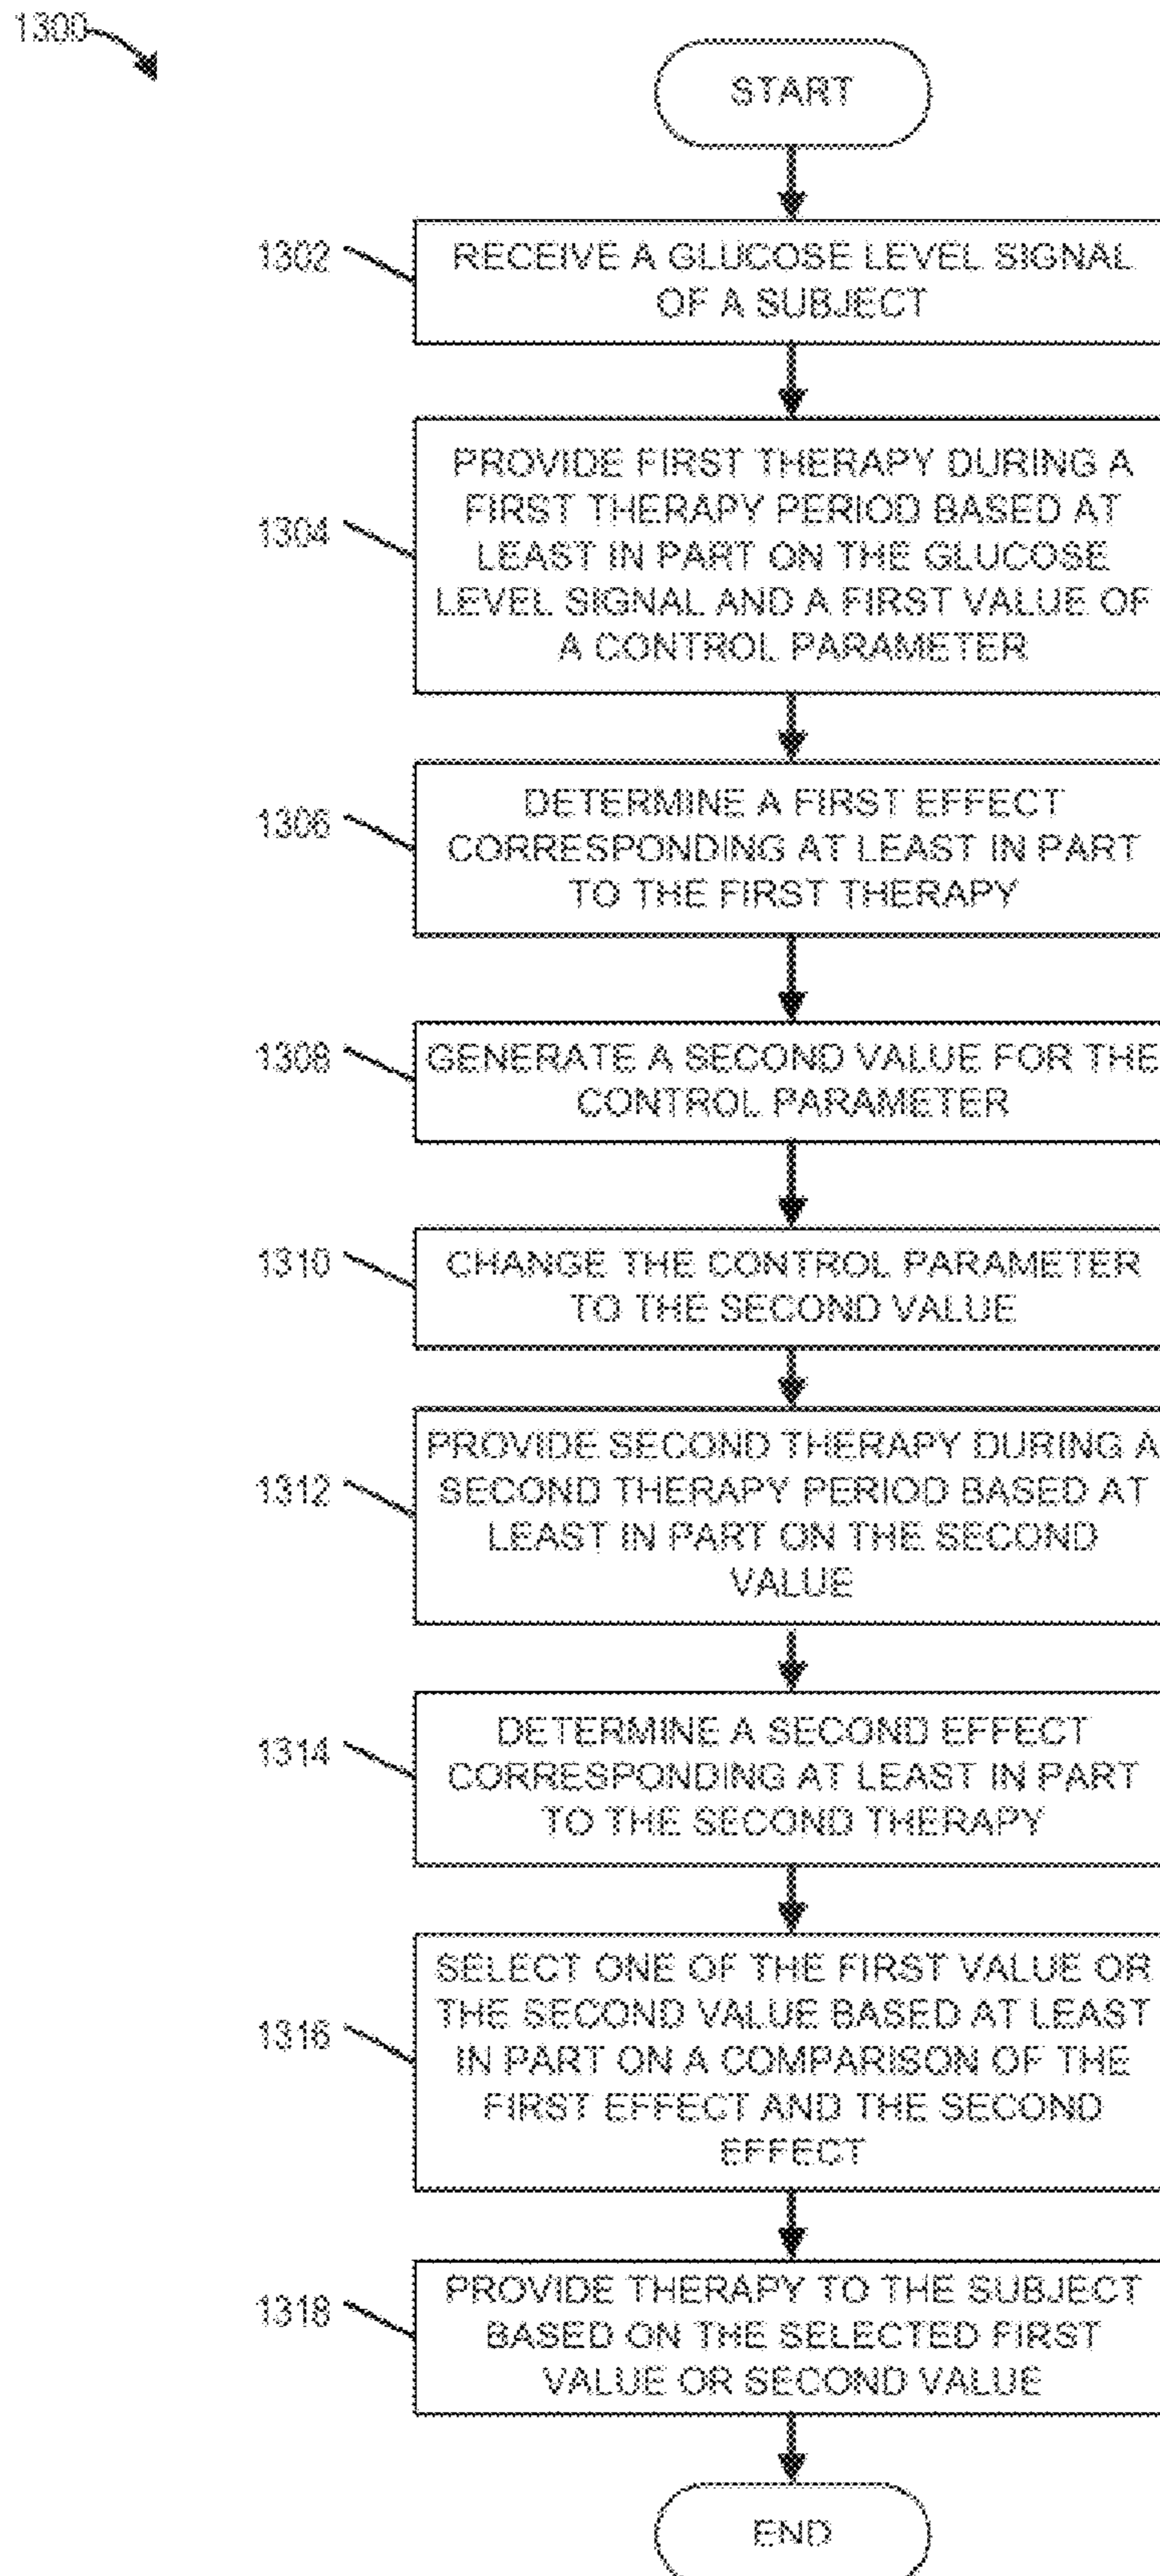 1300
START
1302
RECEIVE A GLUCOSE LEVEL SIGNAL
OF A SUBJECT
1304
PROVIDE FIRST THERAPY DURING A
FIRST THERAPY PERIOD BASED AT
LEAST IN PART ON THE GLUCOSE
LEVEL SIGNAL AND A FIRST VALUE OF
A CONTROL PARAMETER
1306
DETERMINE A FIRST EFFECT
CORRESPONDING AT LEAST IN PART
TO THE FIRST THERAPY
1308
GENERATE A SECOND VALUE FOR THE
CONTROL PARAMETER
1310
CHANGE THE CONTROL PARAMETER
TO THE SECOND VALUE
1312
PROVIDE SECOND THERAPY DURING A
SECOND THERAPY PERIOD BASED AT
LEAST IN PART ON THE SECOND
VALUE
1314
DETERMINE A SECOND EFFECT
CORRESPONDING AT LEAST IN PART
TO THE SECOND THERAPY
1316
SELECT ONE OF THE FIRST VALUE OR
THE SECOND VALUE BASED AT LEAST
IN PART ON A COMPARISON OF THE
FIRST EFFECT AND THE SECOND
EFFECT
1318
PROVIDE THERAPY TO THE SUBJECT
BASED ON THE SELECTED FIRST
VALUE OR SECOND VALUE
END